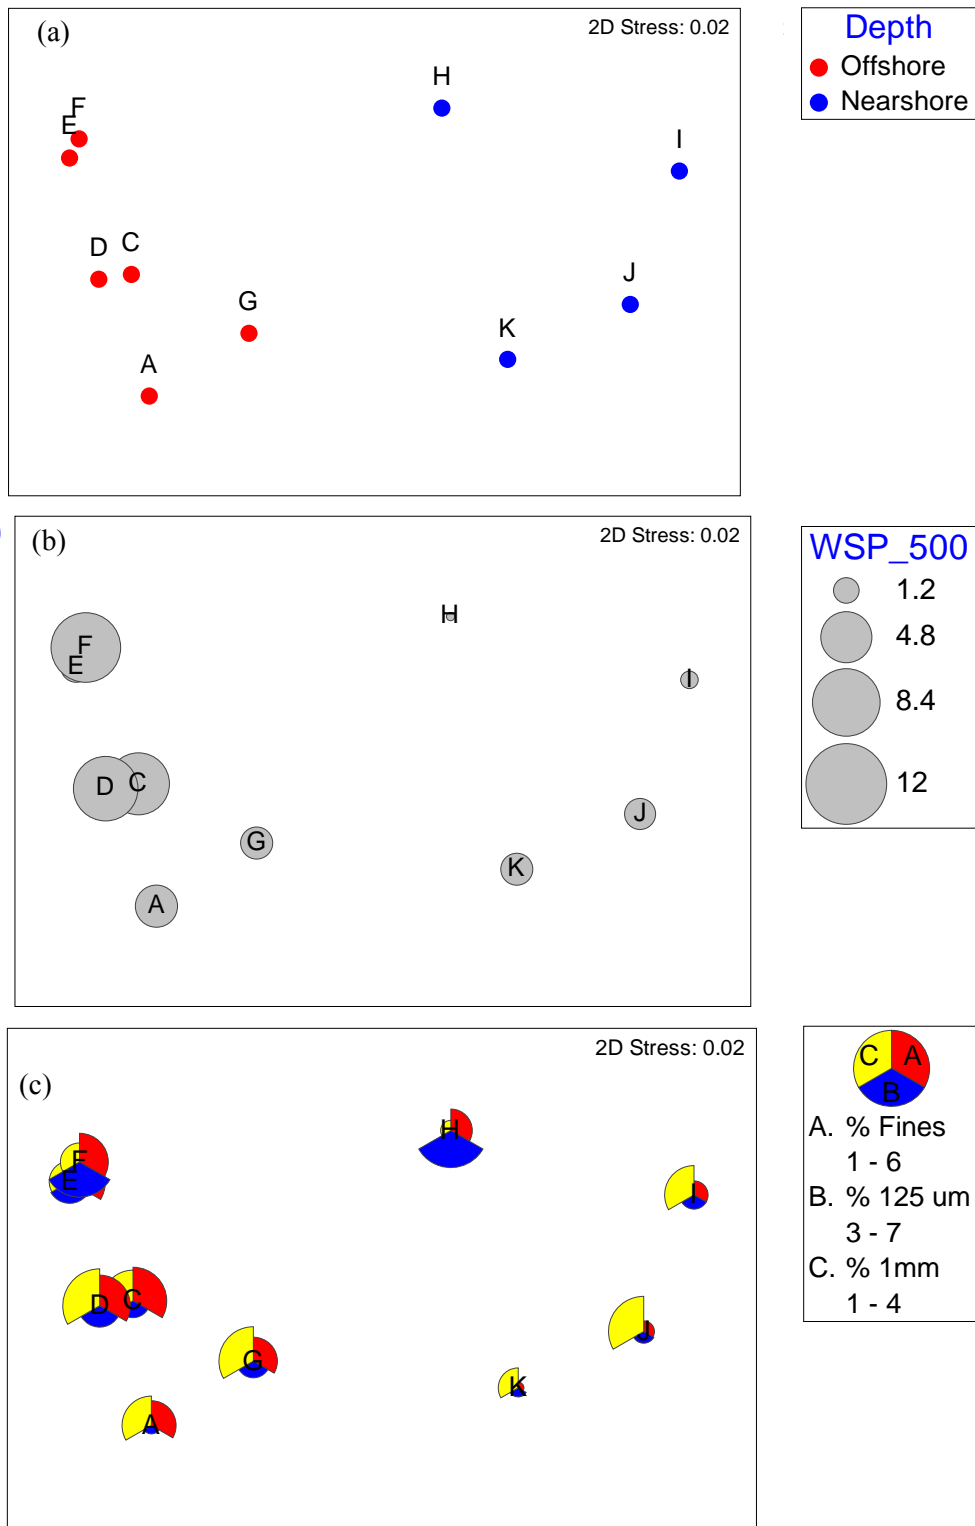 (a)
2D Stress: 0.02
Depth
Offshore
Nearshore
H
F
E
I
D
C
J
G
K
A
(b)
2D Stress: 0.02
WSP_500
1.2
4.8
8.4
12
H
F
E
I
D
C
J
G
K
A
(c)
2D Stress: 0.02
C
A
B
A. % Fines
1 - 6
B. % 125 um
3 - 7
C. % 1mm
1 - 4
H
F
E
I
D
C
J
G
K
A